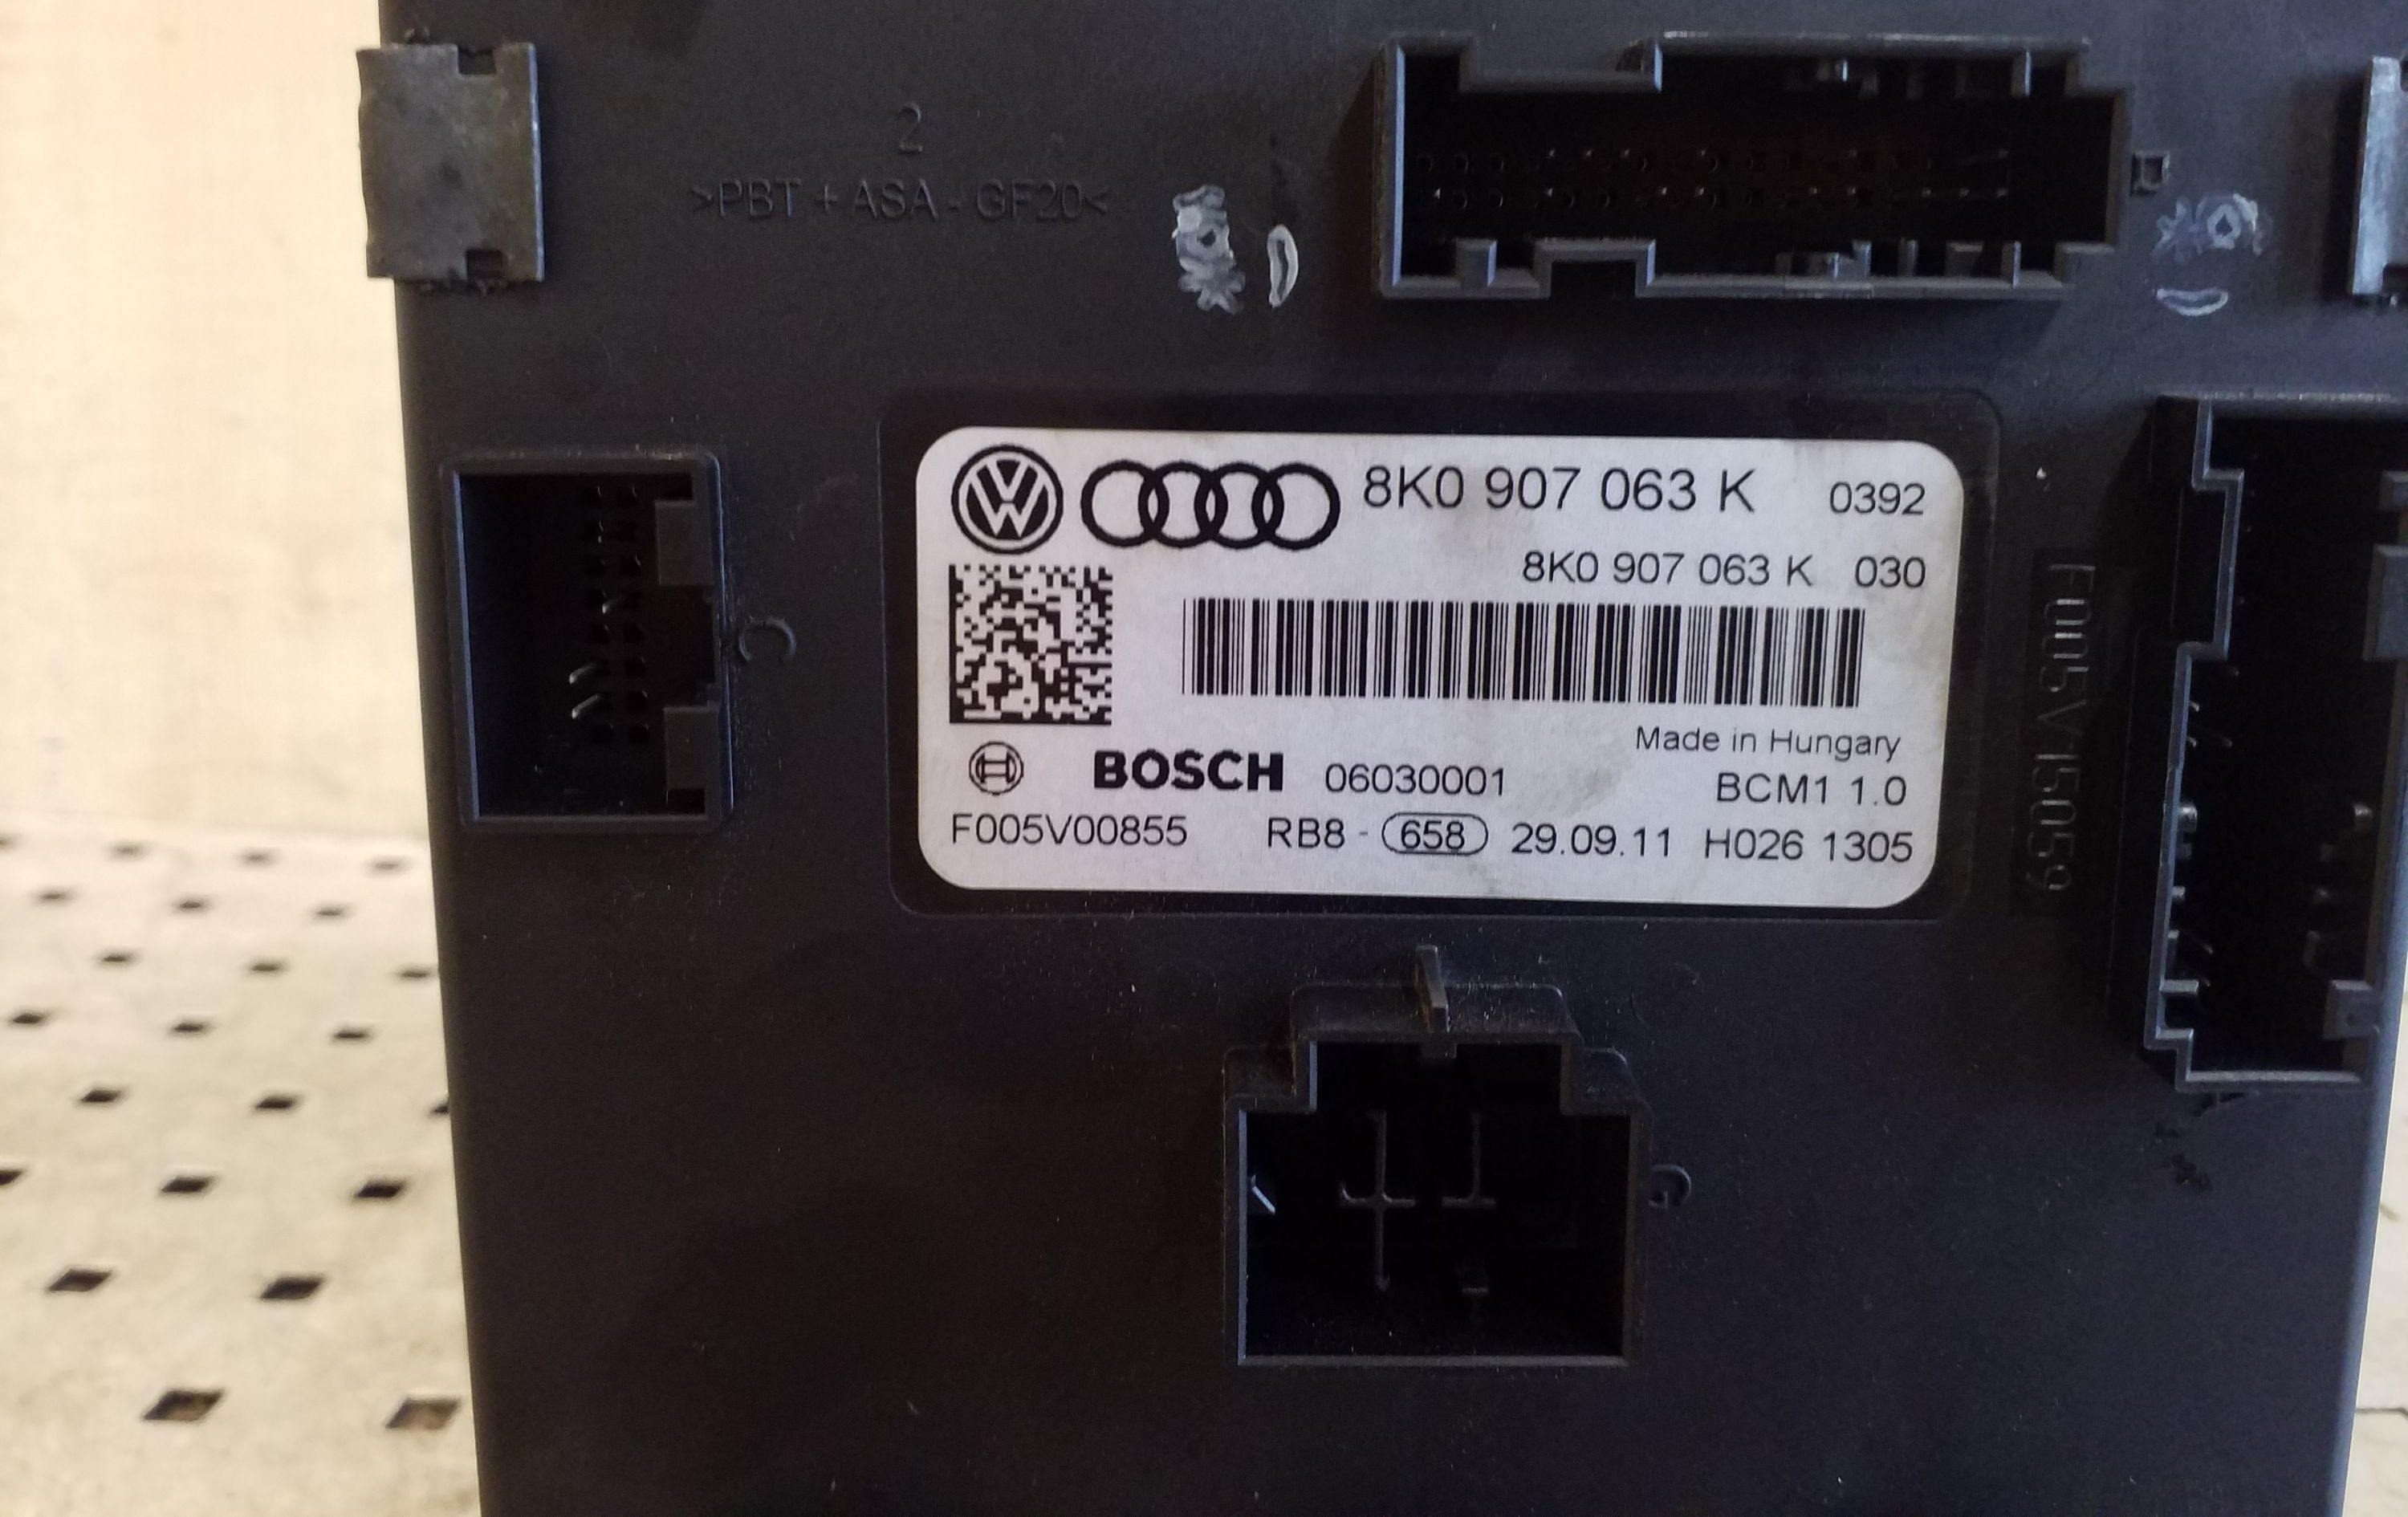 2
>PBT + ASA - GF20<
B
8K0 907 063 K 0392
8K0 907 063 K 030
C
Made in Hungary
BOSCH 06030001 BCM1 1.0
F005V00855 RB8 - 658 29.09.11 H026 1305
F005V15059
G